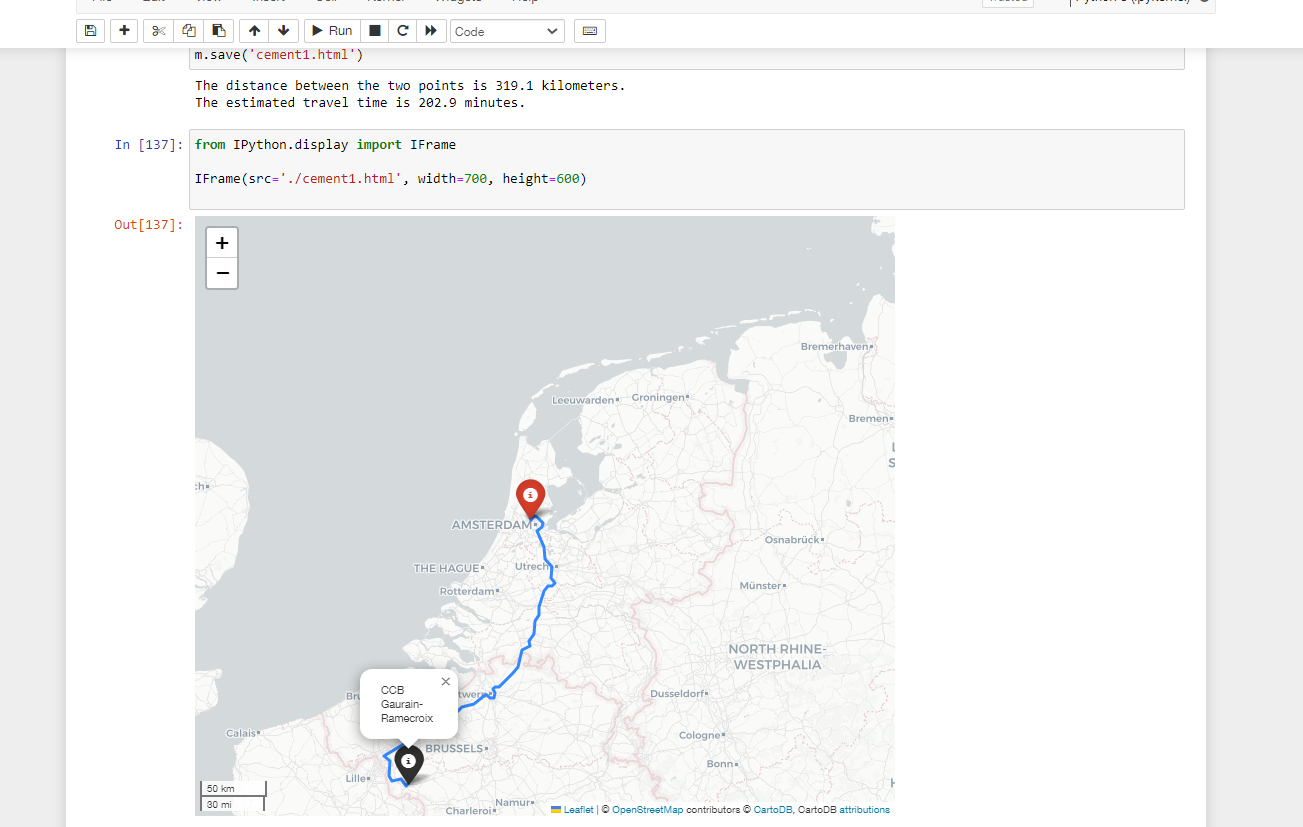 Run
Code
m.save('cement1.html')
The distance between the two points is 319.1 kilometers.
The estimated travel time is 202.9 minutes.
In [137]:
from IPython.display import IFrame
IFrame(src='./cement1.html', width=700, height=600)
Out[137]:
+
−
Bremerhaven
Leeuwarden
Groningen
Bremen
AMSTERDAM
Osnabrück
THE HAGUE
Utrecht
Münster
Rotterdam
NORTH RHINE-
WESTPHALIA
CCB
Gaurain-
Ramecroix
Dusseldorf
Calais
Cologne
BRUSSELS
Bonn
Lille
50 km
30 mi
Namur
Charleroi
Leaflet | © OpenStreetMap contributors © CartoDB, CartoDB attributions